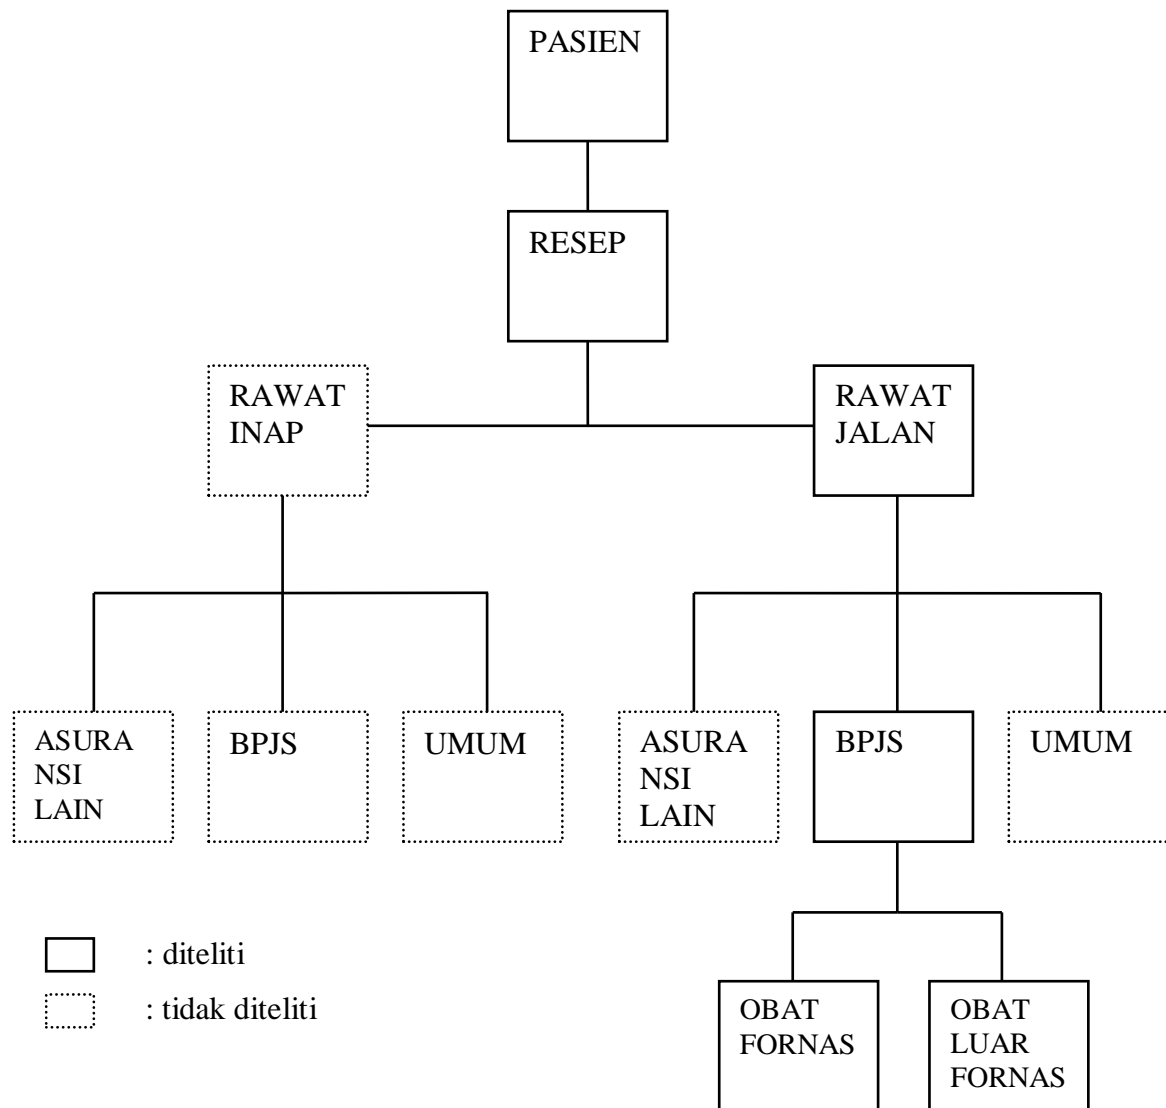 PASIEN
RESEP
RAWAT
INAP
RAWAT
JALAN
ASURA
NSI
LAIN
BPJS
UMUM
ASURA
NSI
LAIN
BPJS
UMUM
: diteliti
: tidak diteliti
OBAT
FORNAS
OBAT
LUAR
FORNAS